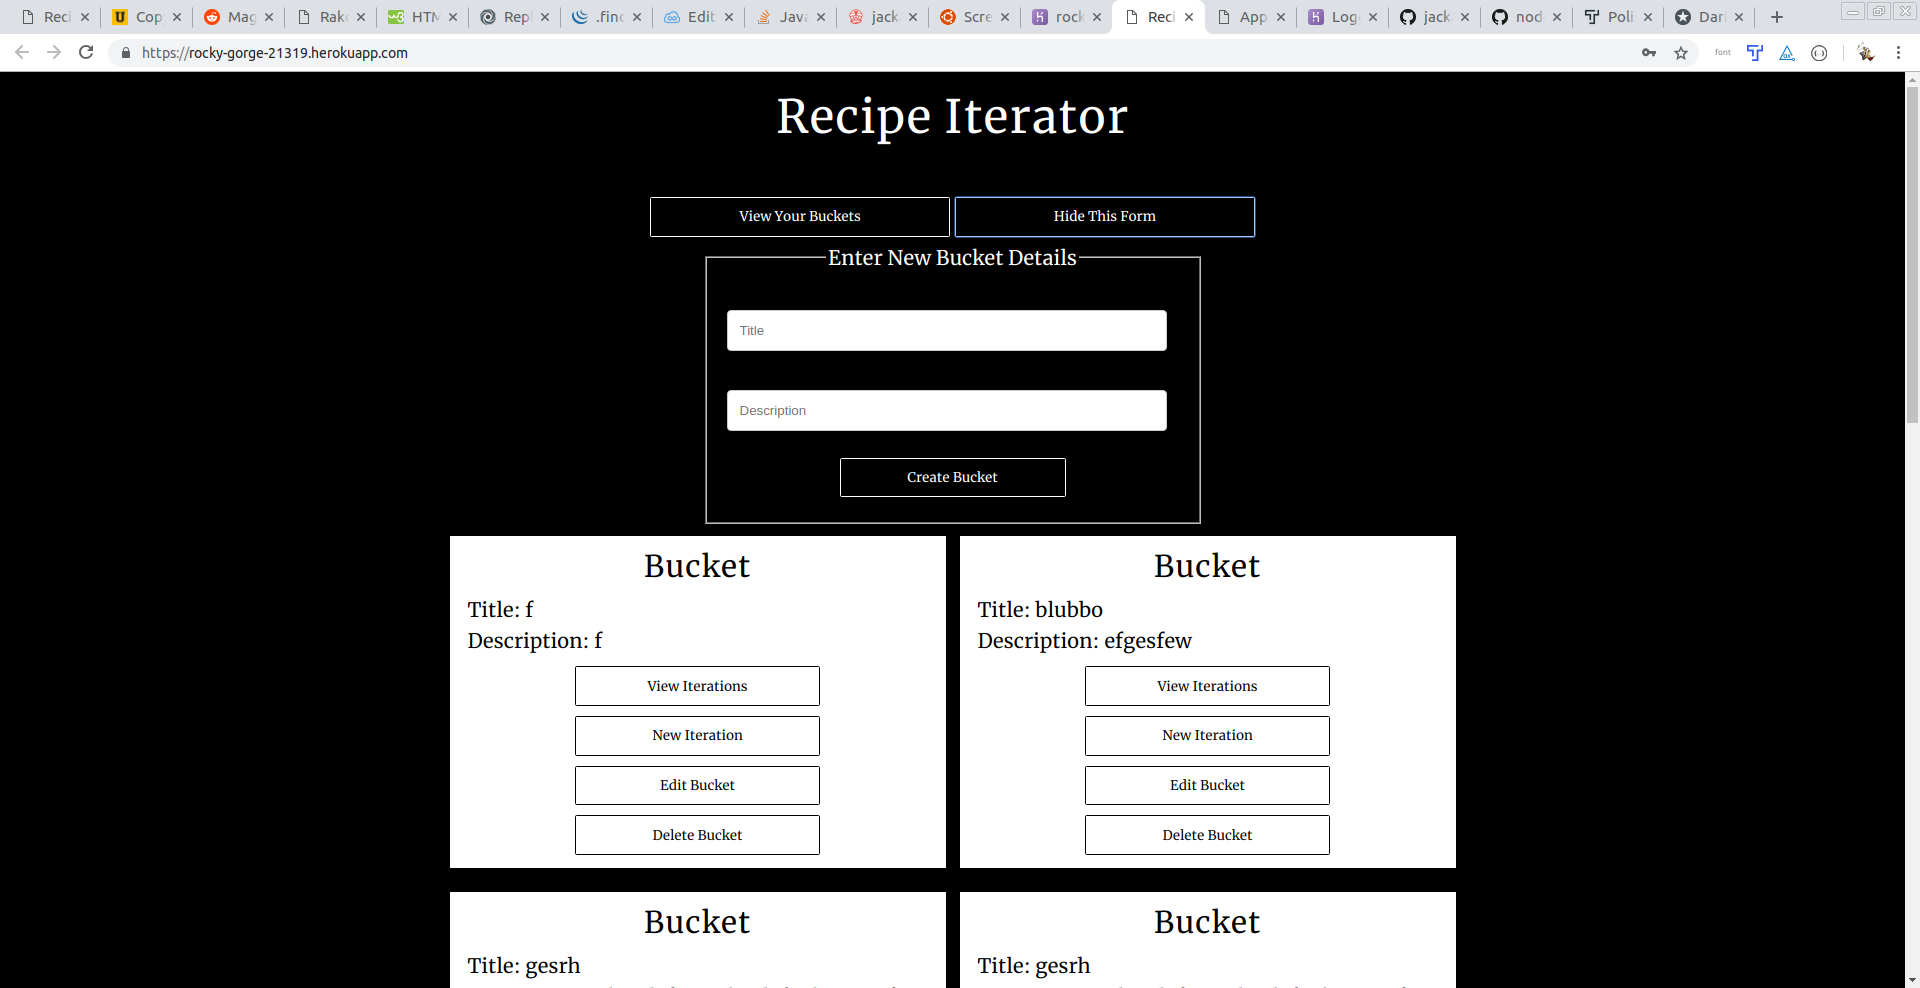 Reci Cop Mag Rak HTM Rep .finc Edit Java jack Scre rock Reci App Log jack nod Poli Dari
https://rocky-gorge-21319.herokuapp.com font
Recipe Iterator
View Your Buckets Hide This Form
Enter New Bucket Details
Title
Description
Create Bucket
Bucket Bucket
Title: f Title: blubbo
Description: f Description: efgesfew
View Iterations View Iterations
New Iteration New Iteration
Edit Bucket Edit Bucket
Delete Bucket Delete Bucket
Bucket Bucket
Title: gesrh Title: gesrh